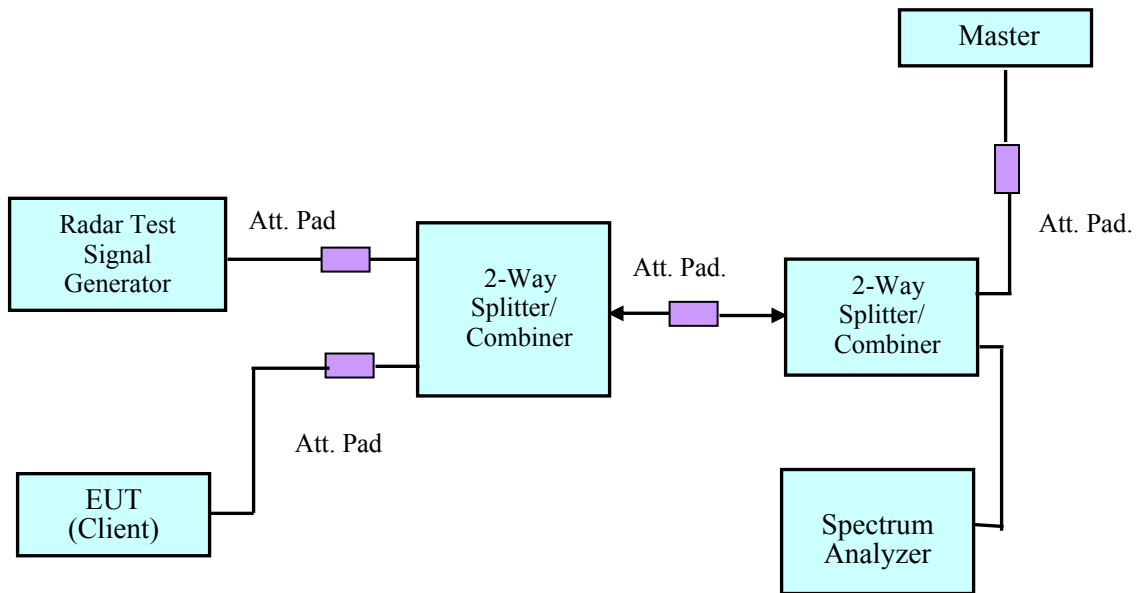 Master
Att. Pad.
Radar Test
Signal
Generator
Att. Pad
2-Way
Splitter/
Combiner
Att. Pad.
2-Way
Splitter/
Combiner
Att. Pad
EUT
(Client)
Spectrum
Analyzer